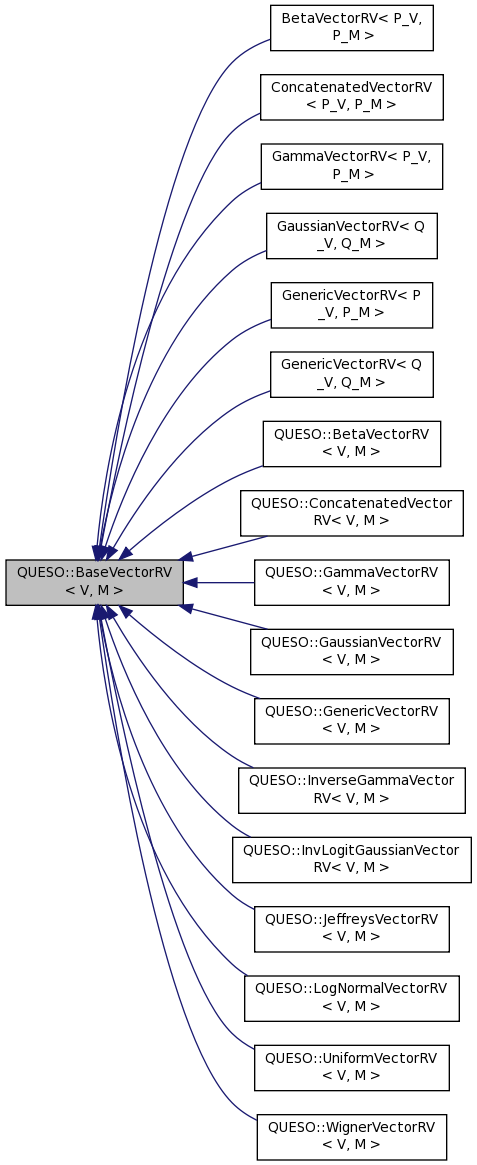 BetaVectorRV< P_V,
P_M >
ConcatenatedVectorRV
< P_V, P_M >
GammaVectorRV< P_V,
P_M >
GaussianVectorRV< Q
_V, Q_M >
GenericVectorRV< P
_V, P_M >
GenericVectorRV< Q
_V, Q_M >
QUESO::BetaVectorRV
< V, M >
QUESO::ConcatenatedVector
RV< V, M >
QUESO::BaseVectorRV
< V, M >
QUESO::GammaVectorRV
< V, M >
QUESO::GaussianVectorRV
< V, M >
QUESO::GenericVectorRV
< V, M >
QUESO::InverseGammaVector
RV< V, M >
QUESO::InvLogitGaussianVector
RV< V, M >
QUESO::JeffreysVectorRV
< V, M >
QUESO::LogNormalVectorRV
< V, M >
QUESO::UniformVectorRV
< V, M >
QUESO::WignerVectorRV
< V, M >